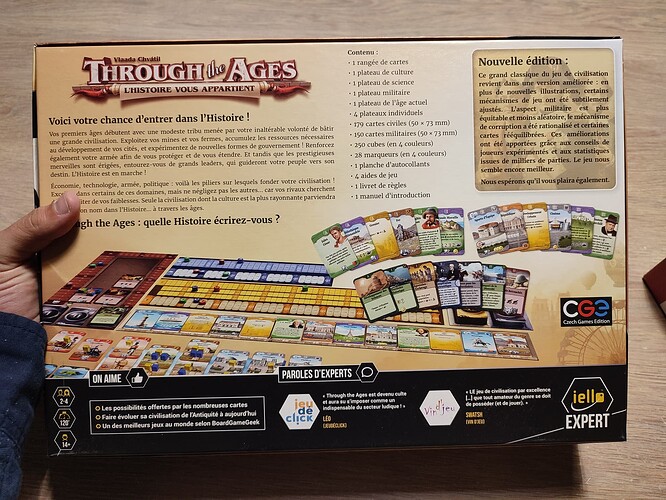 Vlaada Chvátil
THROUGH the AGES
L'HISTOIRE VOUS APPARTIENT
Voici votre chance d'entrer dans l'Histoire !
Vos premiers âges débutent avec une modeste tribu menée par votre inaltérable volonté de bâtir
une grande civilisation. Exploitez vos mines et vos fermes, accumulez les ressources nécessaires
au développement de vos cités, et expérimentez de nouvelles formes de gouvernement ! Renforcez
également votre armée afin de vous protéger et de vous étendre. Et tandis que les prestigieuses
merveilles sont érigées, entourez-vous de grands leaders, qui guideront votre peuple vers son
destin. L'Histoire est en marche !
Économie, technologie, armée, politique : voilà les piliers sur lesquels fonder votre civilisation !
dans certains de ces domaines, mais ne négligez pas les autres... car vos rivaux cherchent
iter de vos faiblesses. Seule la civilisation dont la culture est la plus rayonnante parviendra
on nom dans l'Histoire... à travers les âges.
ugh the Ages : quelle Histoire écrirez-vous ?
Contenu :
• 1 rangée de cartes
• 1 plateau de culture
• 1 plateau de science
• 1 plateau militaire
• 1 plateau de l'âge actuel
• 4 plateaux individuels
• 179 cartes civiles (50 × 73 mm)
• 150 cartes militaires (50 × 73 mm)
• 250 cubes (en 4 couleurs)
• 28 marqueurs (en 4 couleurs)
• 1 planche d'autocollants
• 4 aides de jeu
• 1 livret de règles
• 1 manuel d'introduction
Nouvelle édition :
Ce grand classique du jeu de civilisation
revient dans une version améliorée : en
plus de nouvelles illustrations, certains
mécanismes de jeu ont été subtilement
ajustés. L'aspect militaire est plus
équitable et moins aléatoire, le mécanisme
de corruption a été rationalisé et certaines
cartes rééquilibrées. Ces améliorations
ont été apportées grâce aux conseils de
joueurs expérimentés et aux statistiques
issues de milliers de parties. Le jeu nous
semble encore meilleur.
Nous espérons qu'il vous plaira également.
CGE
Czech Games Edition
ON AIME
2-4
120'
14+
Les possibilités offertes par les nombreuses cartes
Faire évoluer sa civilisation de l'Antiquité à aujourd'hui
Un des meilleurs jeux au monde selon BoardGameGeek
PAROLES D'EXPERTS
jeu
de
click
« Through the Ages est devenu culte
et aura su s'imposer comme un
indispensable du secteur ludique ! »
LÉO
(JEUDÉCLICK)
Vin d'jeu
« LE jeu de civilisation par excellence
[...] que tout amateur du genre se doit
de posséder (et de jouer). »
SWATSH
(VIN D'JEU)
iello
EXPERT